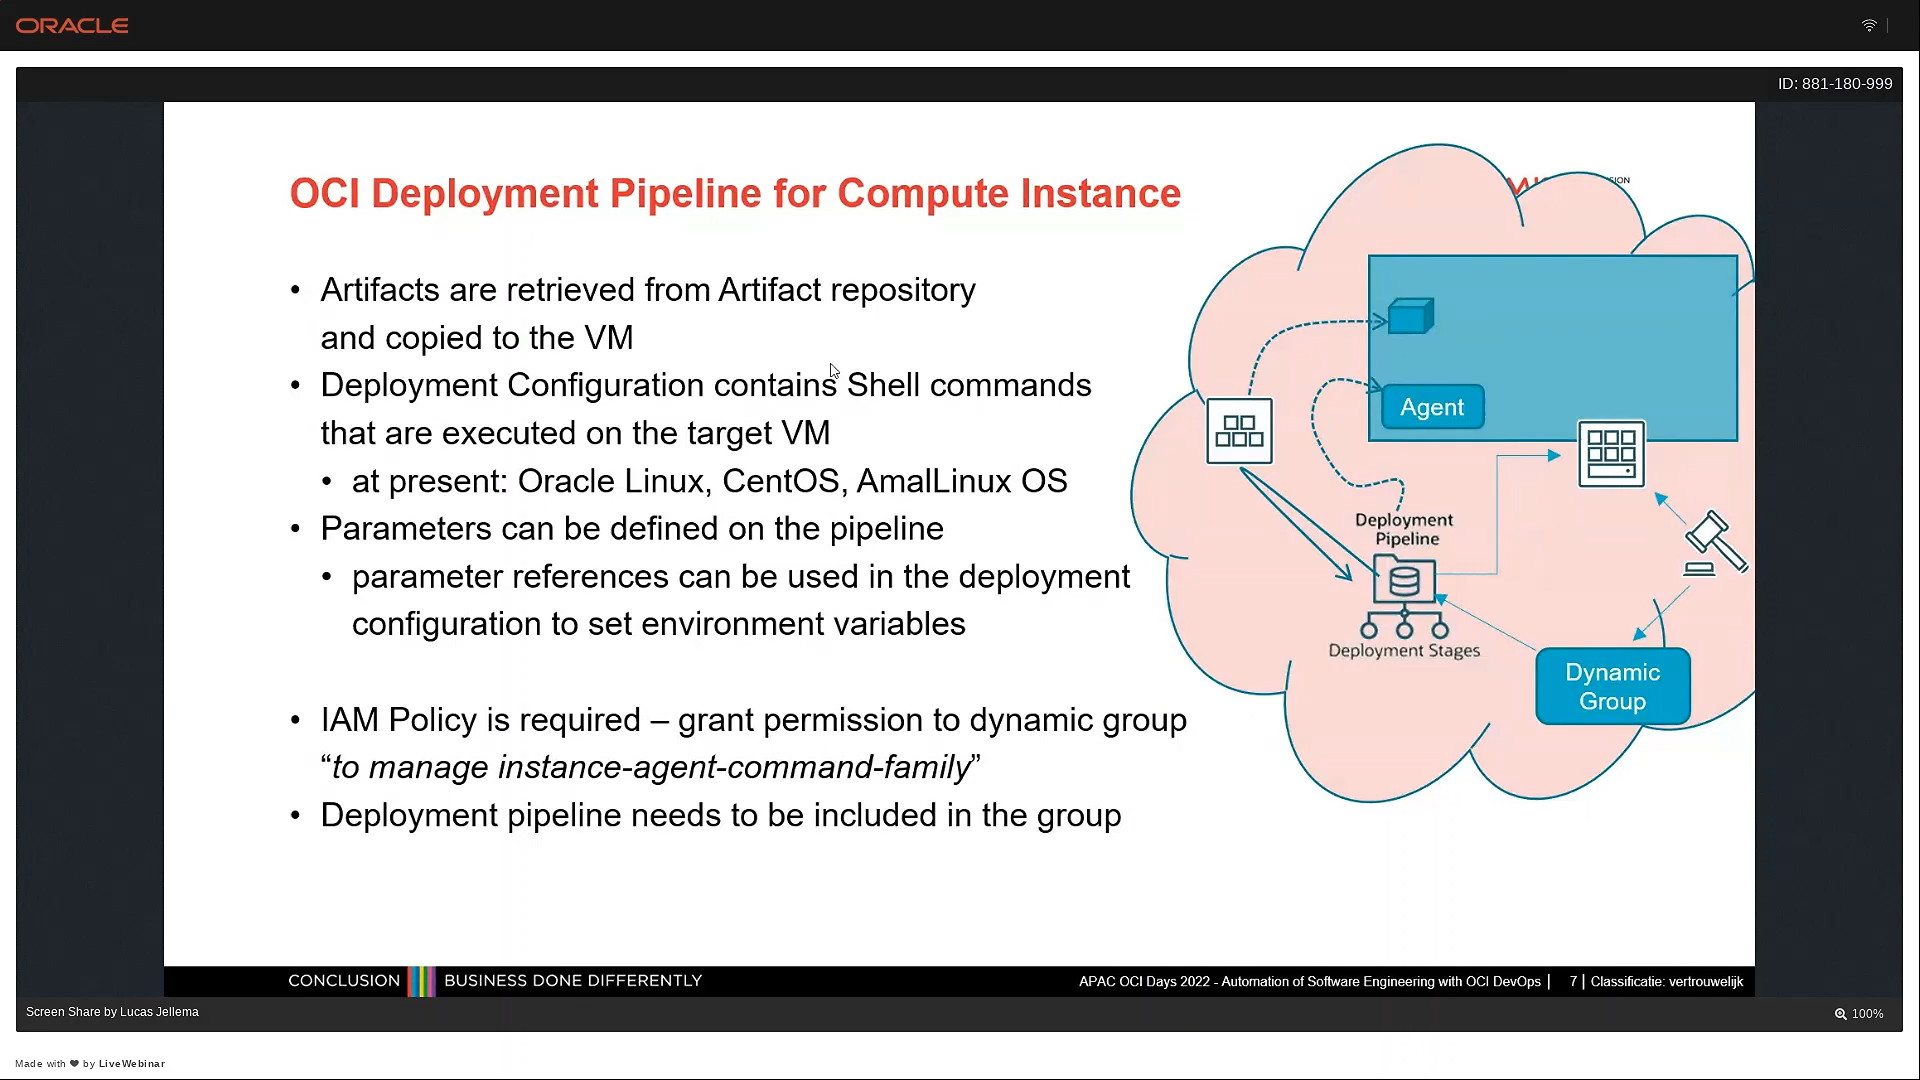 ORACLE
ID: 881-180-999
OCI Deployment Pipeline for Compute Instance
• Artifacts are retrieved from Artifact repository
and copied to the VM
• Deployment Configuration contains Shell commands
that are executed on the target VM
• at present: Oracle Linux, CentOS, AmalLinux OS
• Parameters can be defined on the pipeline
• parameter references can be used in the deployment
configuration to set environment variables
• IAM Policy is required – grant permission to dynamic group
“to manage instance-agent-command-family”
• Deployment pipeline needs to be included in the group
Agent
Deployment
Pipeline
Deployment Stages
Dynamic
Group
CONCLUSION BUSINESS DONE DIFFERENTLY
APAC OCI Days 2022 - Automation of Software Engineering with OCI DevOps | 7 | Classificatie: vertrouwelijk
Screen Share by Lucas Jellema
100%
Made with ❤ by LiveWebinar